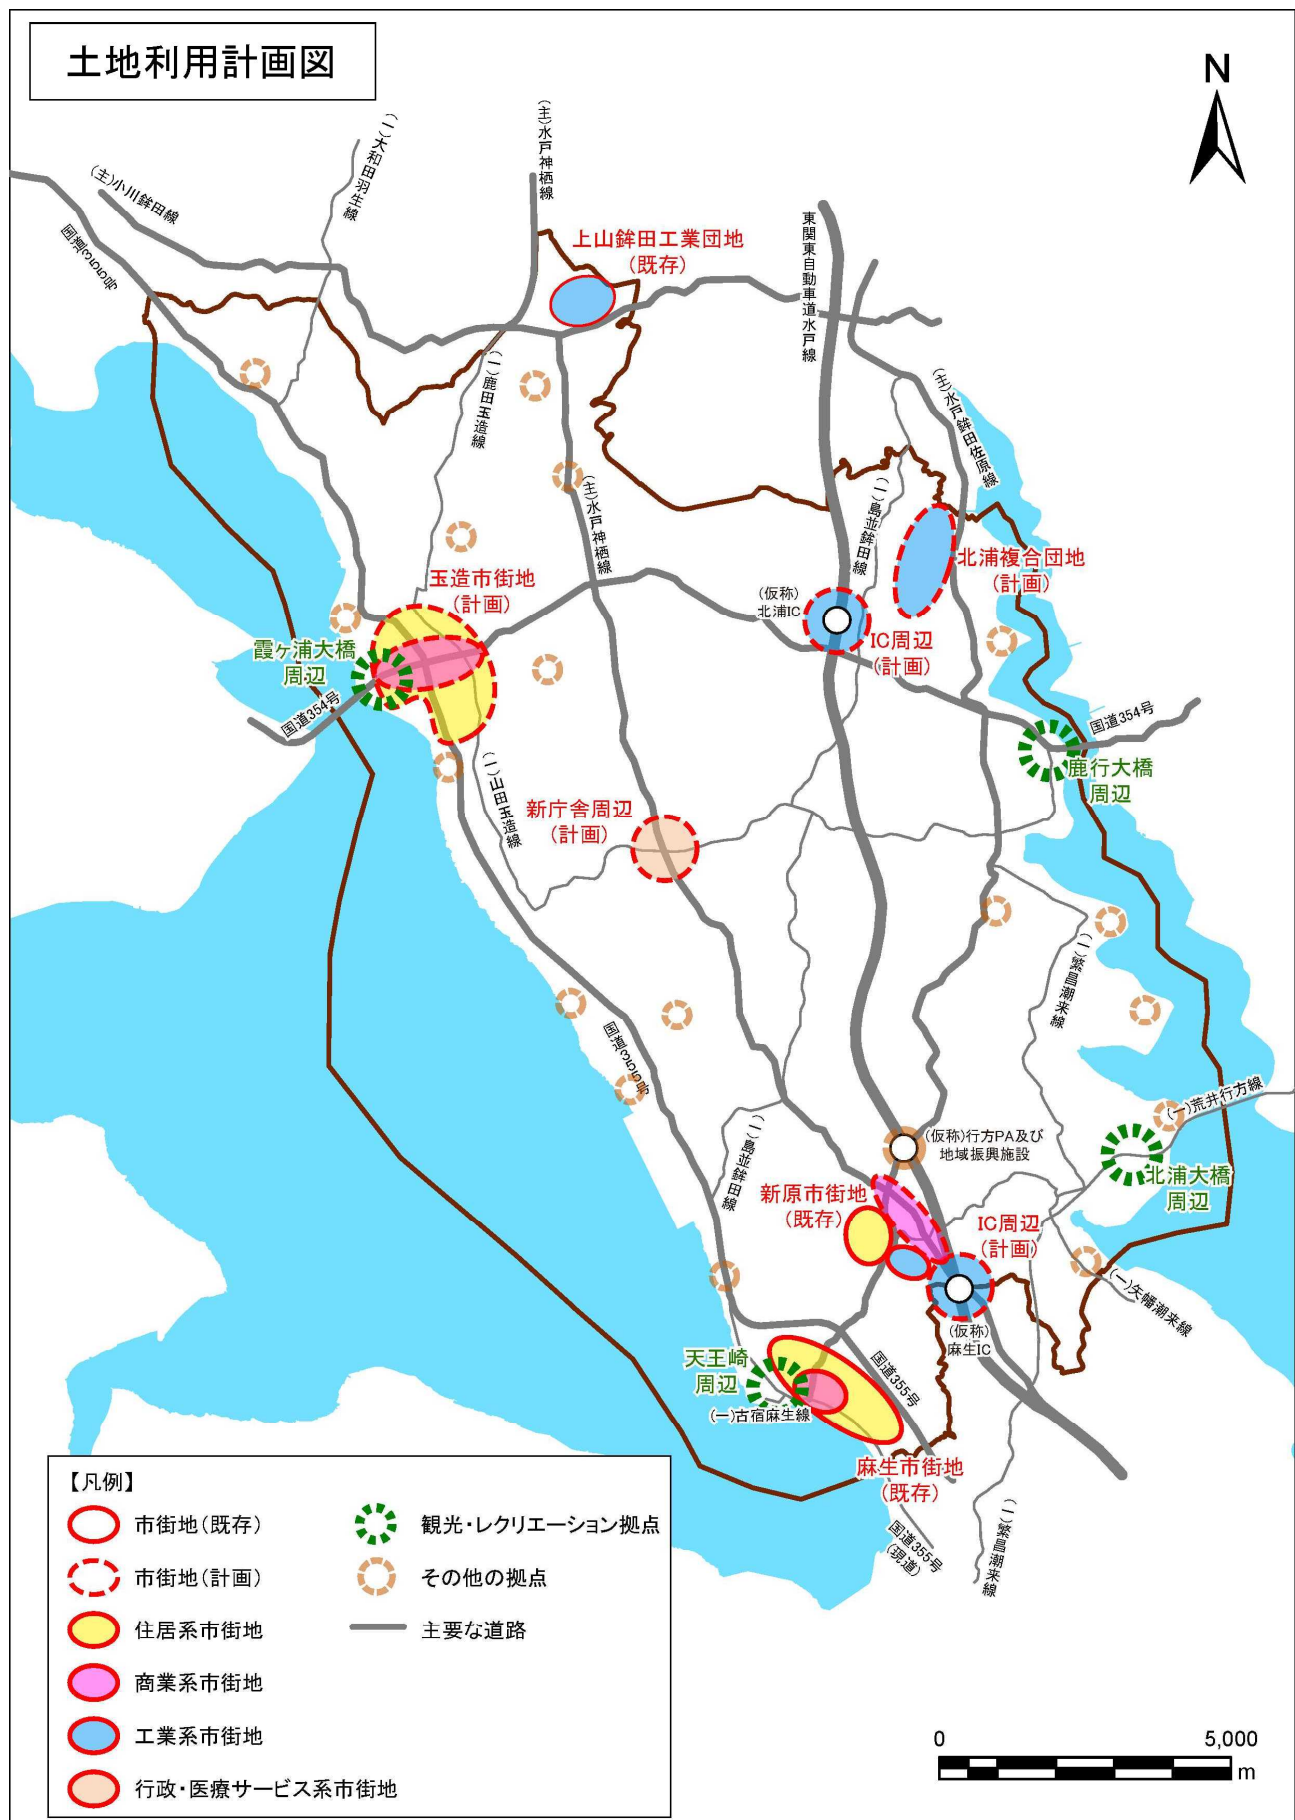 土地利用計画図
N
(一)大和田羽生線
(主)水戸神栖線
(主)小川鉾田線
国道355号
上山鉾田工業団地
(既存)
東関東自動車道水戸線
(一)鹿田玉造線
(主)水戸鉾田佐原線
(主)水戸神栖線
(一)島並鉾田線
北浦複合団地
(計画)
玉造市街地
(計画)
(仮称)
北浦IC
IC周辺
(計画)
霞ヶ浦大橋
周辺
国道354号
国道354号
鹿行大橋
周辺
(一)山田玉造線
新庁舎周辺
(計画)
(一)繁昌潮来線
国道355号
(一)荒井行方線
(仮称)行方PA及び
地域振興施設
(一)島並鉾田線
北浦大橋
周辺
新原市街地
(既存)
IC周辺
(計画)
(一)矢幡潮来線
(仮称)
麻生IC
天王崎
周辺
国道355号
(一)古宿麻生線
麻生市街地
(既存)
国道355号
(現道)
(一)繁昌潮来線
【凡例】
市街地(既存)
市街地(計画)
住居系市街地
商業系市街地
工業系市街地
行政・医療サービス系市街地
観光・レクリエーション拠点
その他の拠点
主要な道路
0 5,000
m